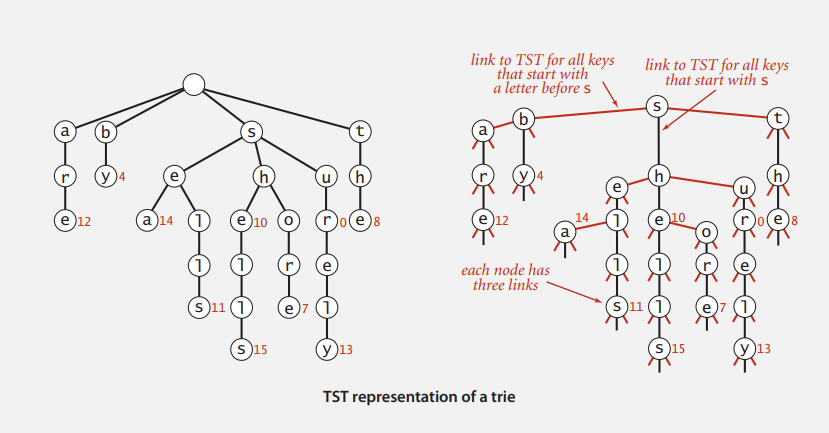 link to TST for all keys
that start with
a letter before s
link to TST for all keys
that start with s
a b s t
r y 4 e h u h
e 12 a 14 l e 10 o r 0 e 8
l l r e
s 11 l e 7 l
s 15 y 13
s
b t
a
r y 4 h h
e u
e 12 14 l e 10 r 0 e 8
a o
each node has
three links
l l r e
s 11 l e 7 l
s 15 y 13
TST representation of a trie